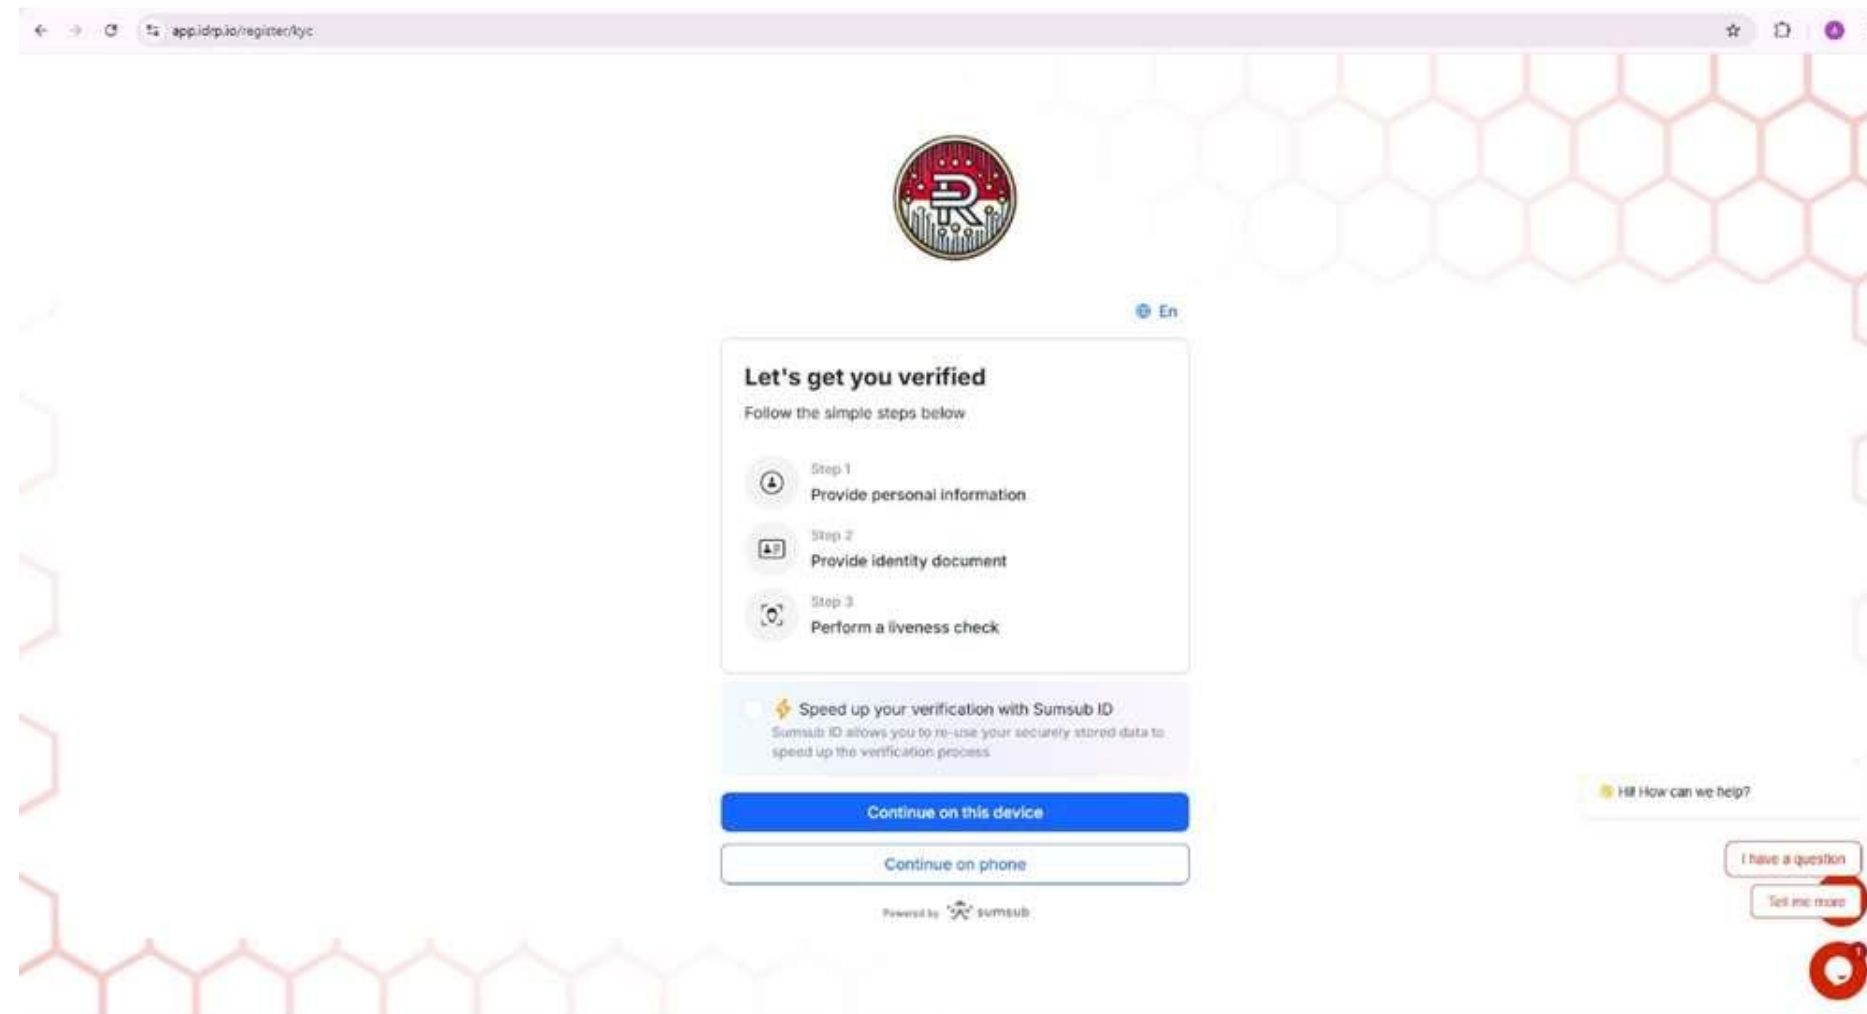 app.idrp.io/register/kyc
En
Let's get you verified
Follow the simple steps below
Step 1
Provide personal information
Step 2
Provide identity document
Step 3
Perform a liveness check
Speed up your verification with Sumsub ID
Sumsub ID allows you to re-use your securely stored data to
speed up the verification process
Continue on this device
Continue on phone
Powered by sumsub
Hi! How can we help?
I have a question
Tell me more
1